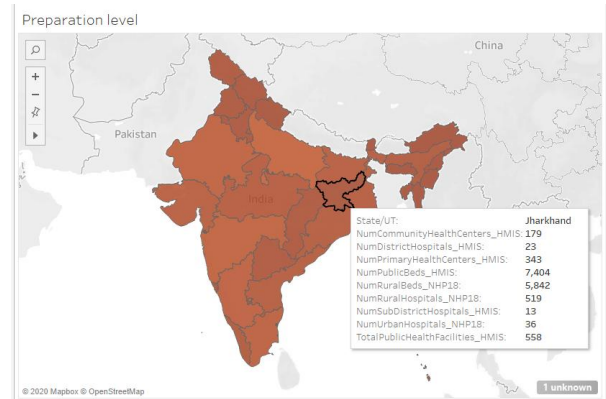 Preparation level
China
Pakistan
India
State/UT: Jharkhand
NumCommunityHealthCenters_HMIS: 179
NumDistrictHospitals_HMIS: 23
NumPrimaryHealthCenters_HMIS: 343
NumPublicBeds_HMIS: 7,404
NumRuralBeds_NHP18: 5,842
NumRuralHospitals_NHP18: 519
NumSubDistrictHospitals_HMIS: 13
NumUrbanHospitals_NHP18: 36
TotalPublicHealthFacilities_HMIS: 558
© 2020 Mapbox © OpenStreetMap
1 unknown